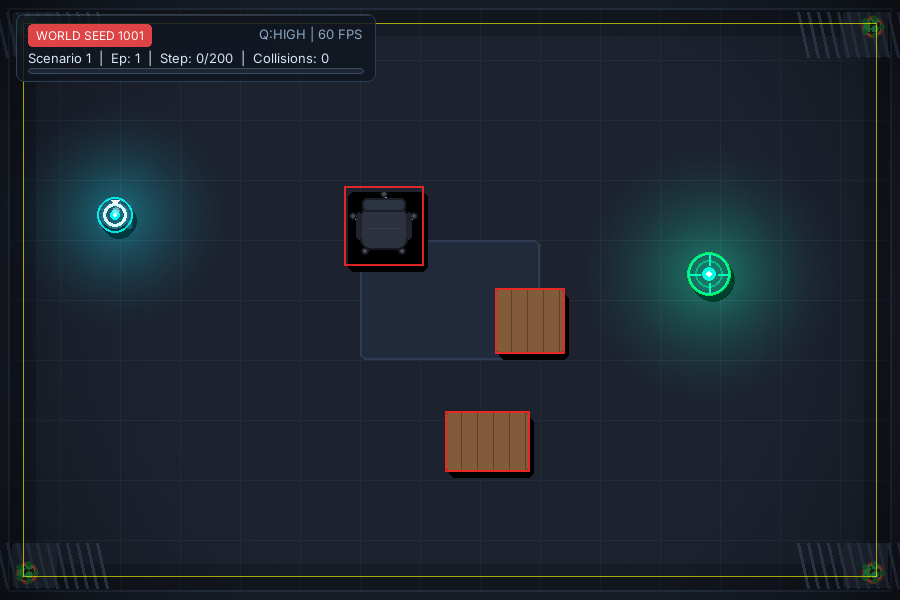 WORLD SEED 1001
Q:HIGH | 60 FPS
Scenario 1 | Ep: 1 | Step: 0/200 | Collisions: 0